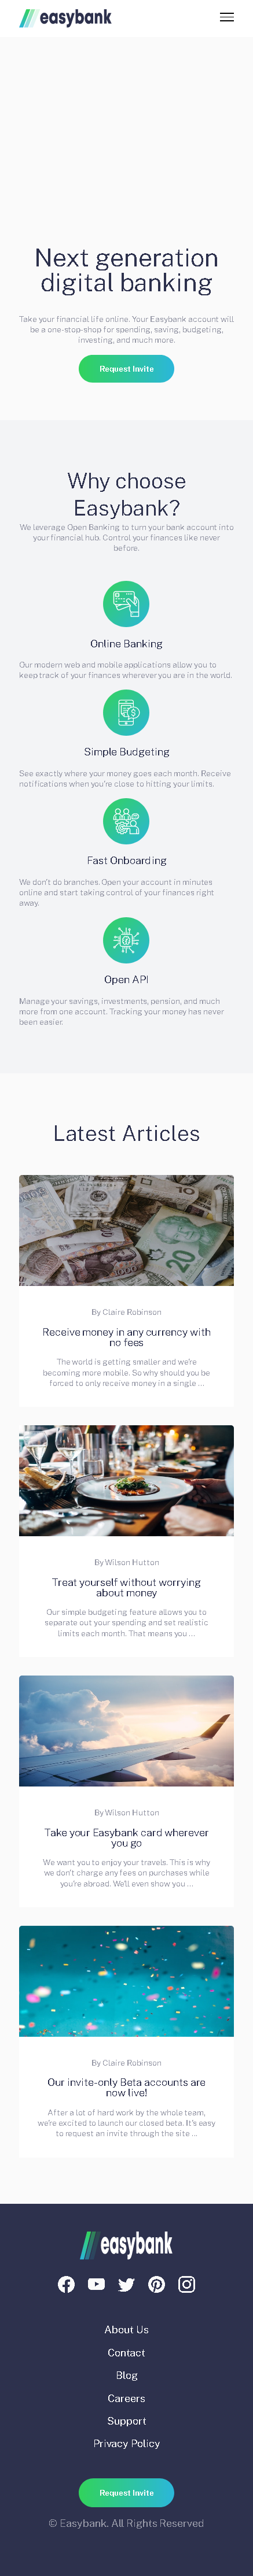 easybank
Next generation
digital banking
Take your financial life online. Your Easybank account will
be a one-stop-shop for spending, saving, budgeting,
investing, and much more.
Request Invite
Why choose
Easybank?
We leverage Open Banking to turn your bank account into
your financial hub. Control your finances like never
before.
Online Banking
Our modern web and mobile applications allow you to
keep track of your finances wherever you are in the world.
Simple Budgeting
See exactly where your money goes each month. Receive
notifications when you're close to hitting your limits.
Fast Onboarding
We don't do branches. Open your account in minutes
online and start taking control of your finances right
away.
Open API
Manage your savings, investments, pension, and much
more from one account. Tracking your money has never
been easier.
Latest Articles
By Claire Robinson
Receive money in any currency with
no fees
The world is getting smaller and we're
becoming more mobile. So why should you be
forced to only receive money in a single ...
By Wilson Hutton
Treat yourself without worrying
about money
Our simple budgeting feature allows you to
separate out your spending and set realistic
limits each month. That means you ...
By Wilson Hutton
Take your Easybank card wherever
you go
We want you to enjoy your travels. This is why
we don't charge any fees on purchases while
you're abroad. We'll even show you ...
By Claire Robinson
Our invite-only Beta accounts are
now live!
After a lot of hard work by the whole team,
we're excited to launch our closed beta. It's easy
to request an invite through the site ...
easybank
About Us
Contact
Blog
Careers
Support
Privacy Policy
Request Invite
© Easybank. All Rights Reserved